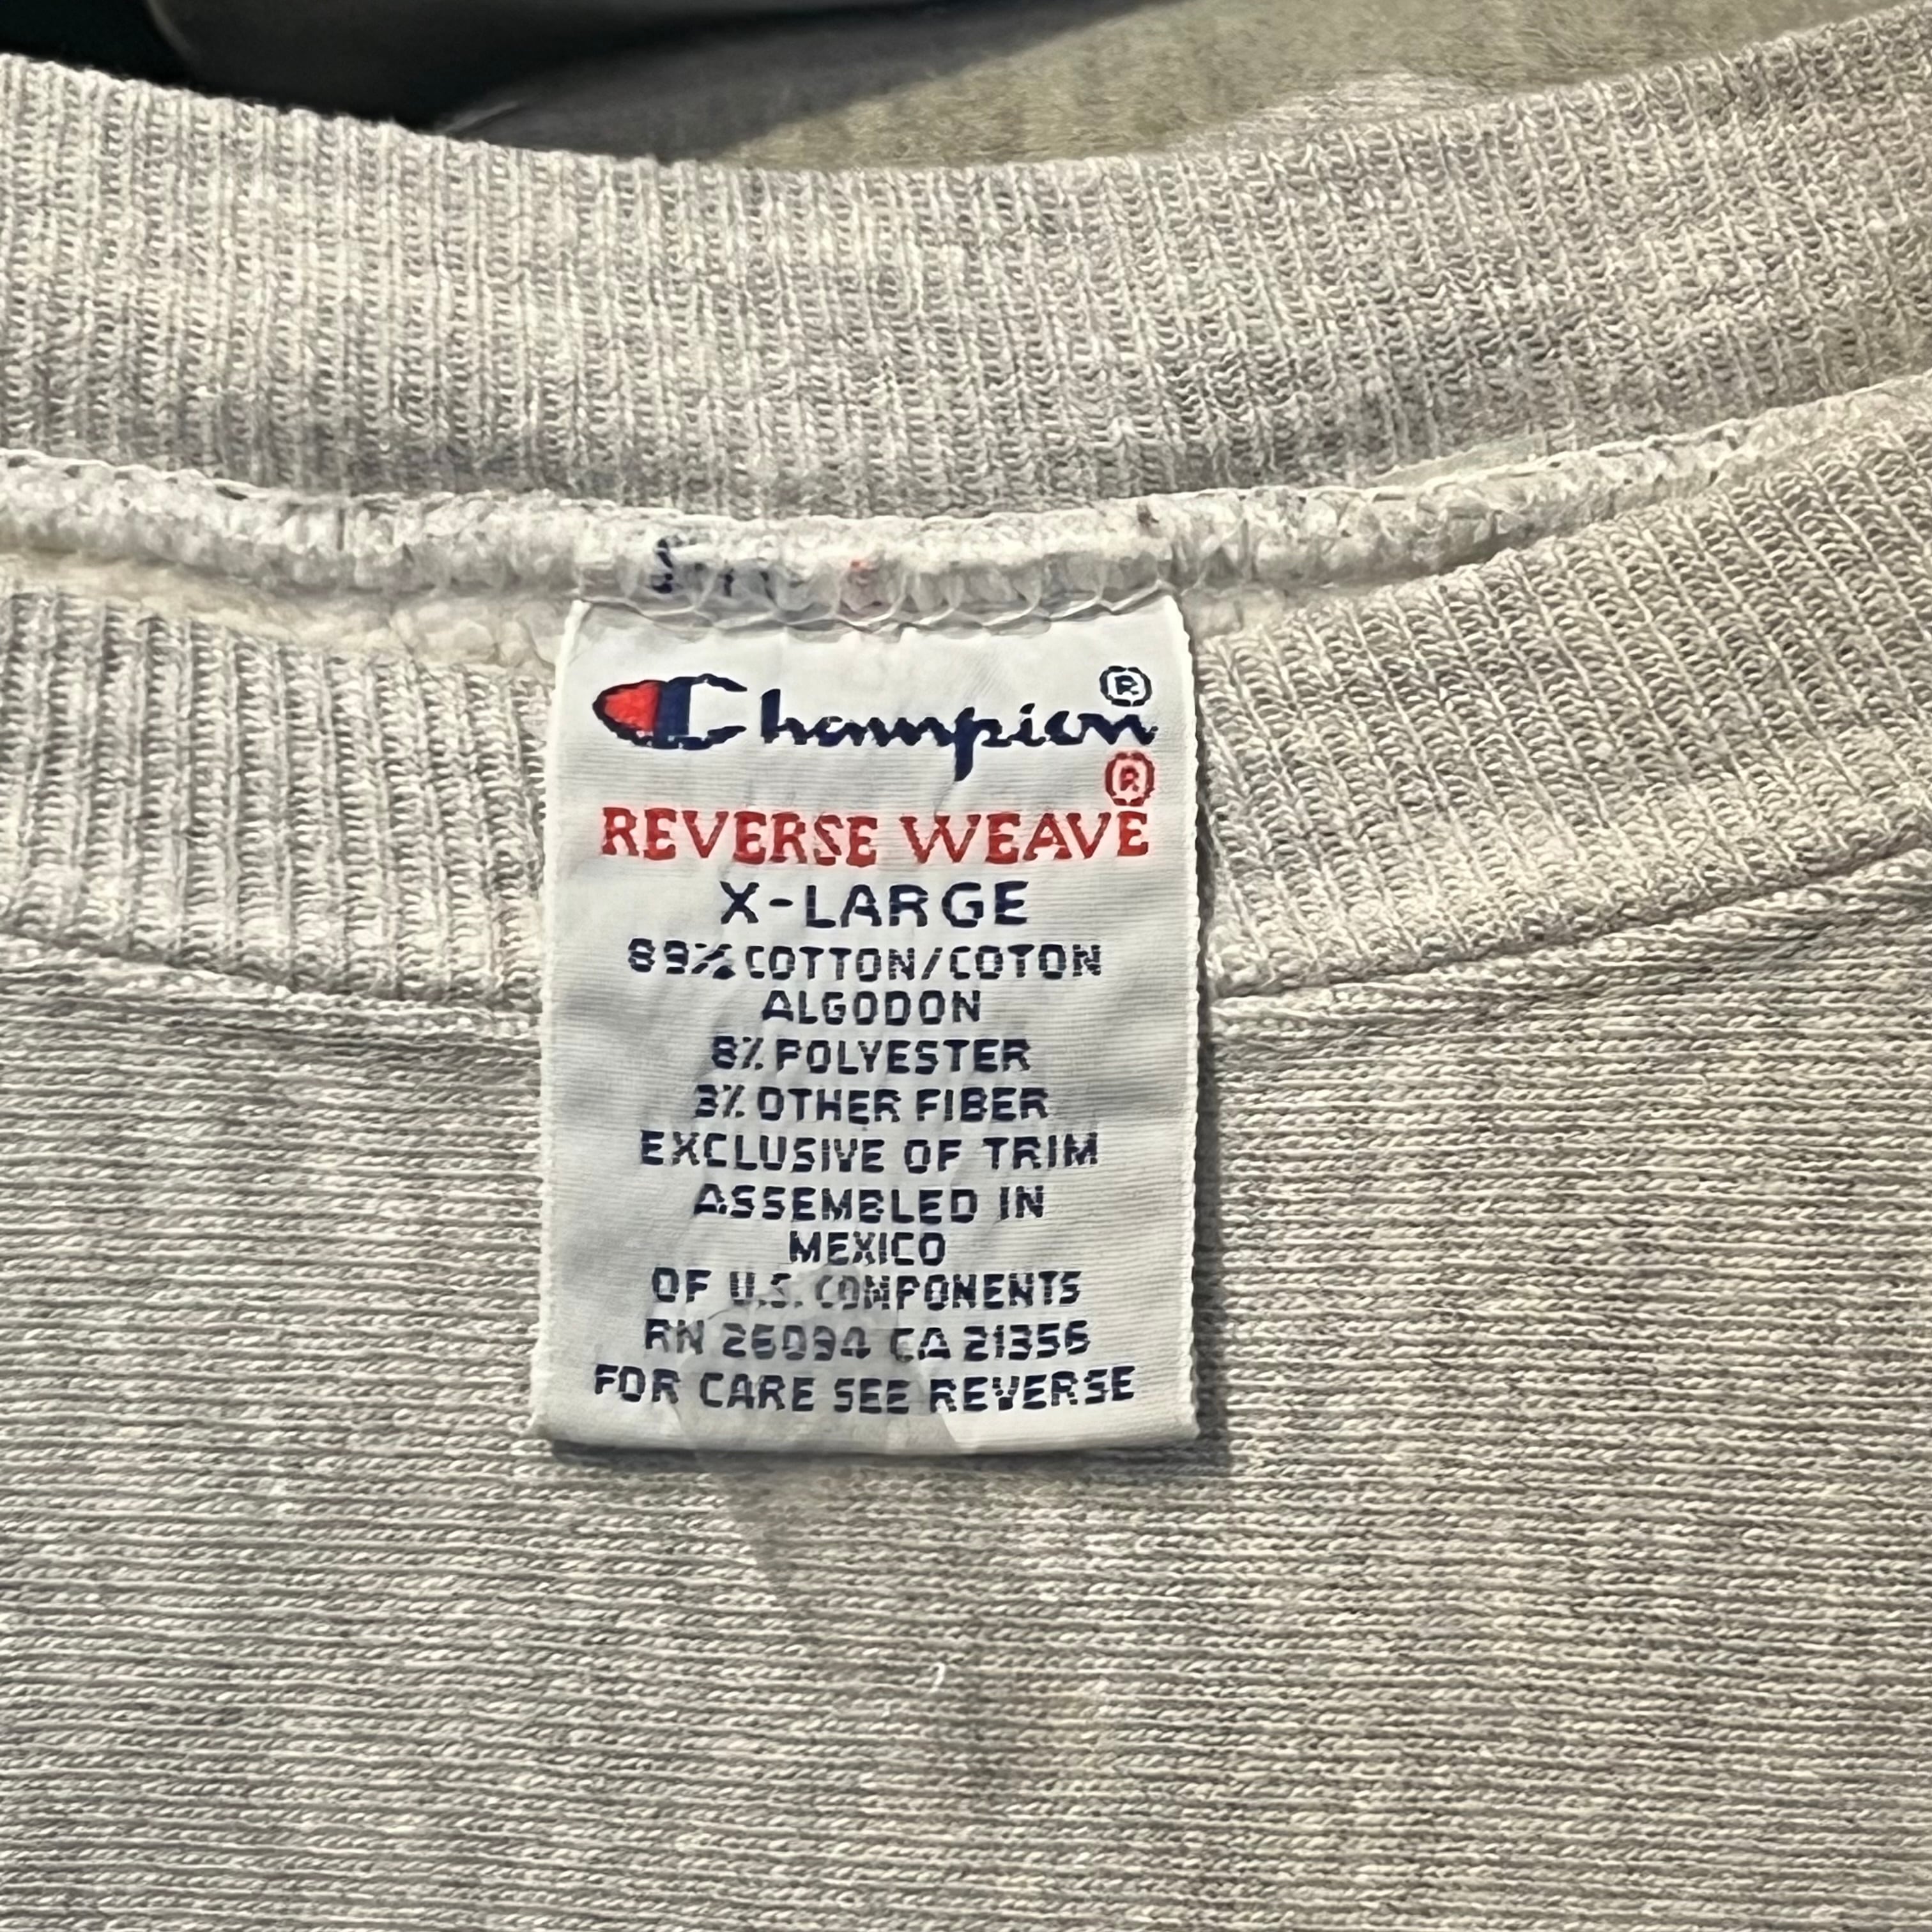 Champion®
®
REVERSE WEAVE
X-LARGE
89% COTTON/COTON
ALGODON
8% POLYESTER
3% OTHER FIBER
EXCLUSIVE OF TRIM
ASSEMBLED IN
MEXICO
OF U.S. COMPONENTS
RN 26094 CA 21356
FOR CARE SEE REVERSE